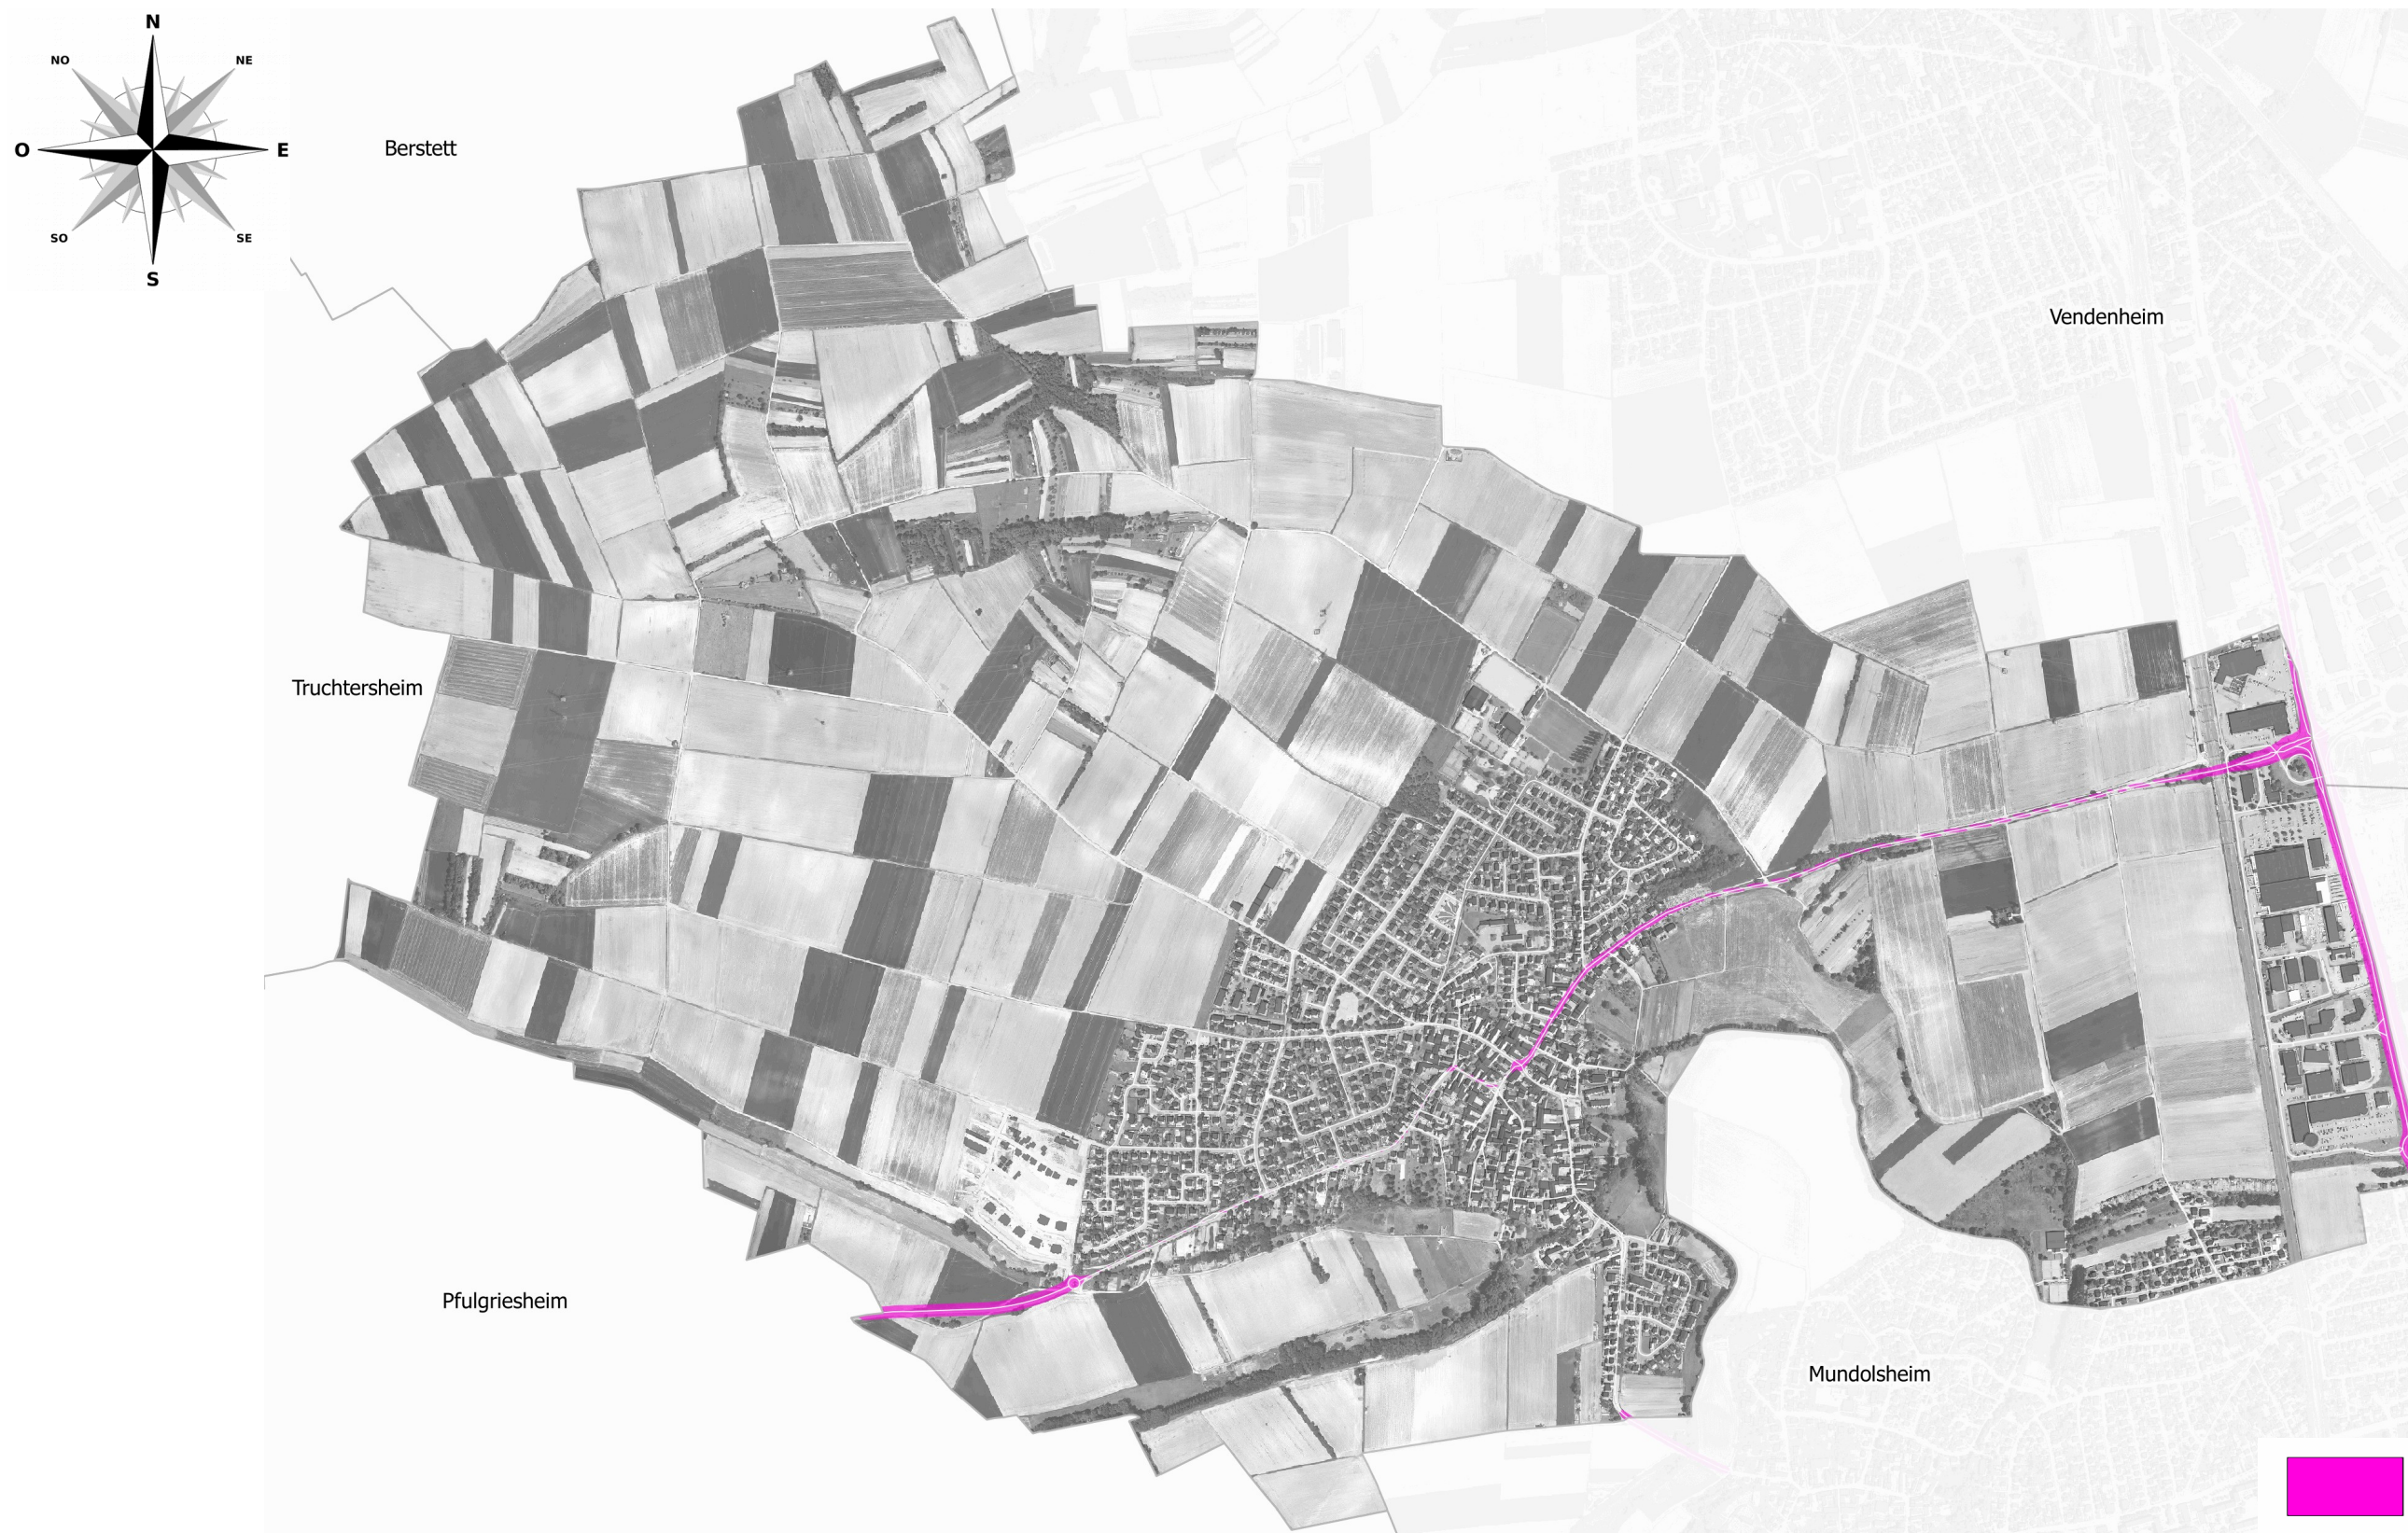 N
NO
NE
O
E
SO
SE
S
Berstett
Vendenheim
Truchtersheim
Pfulgriesheim
Mundolsheim